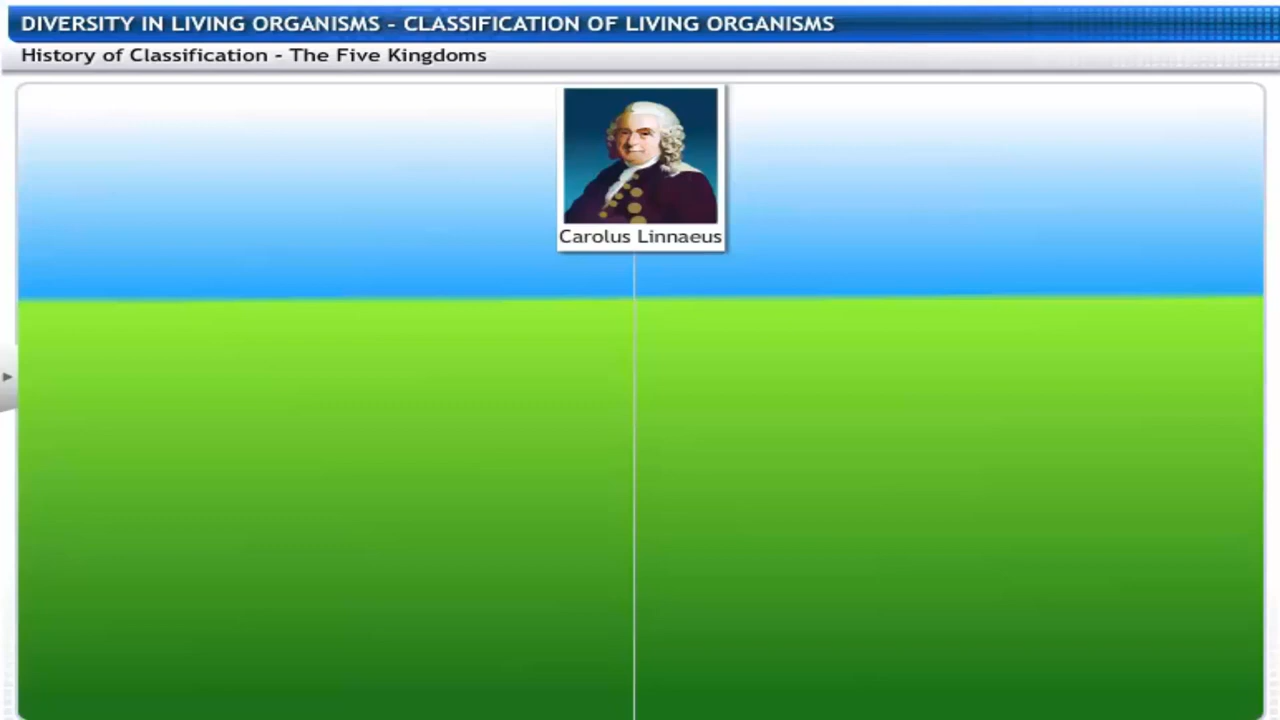 DIVERSITY IN LIVING ORGANISMS - CLASSIFICATION OF LIVING ORGANISMS
History of Classification - The Five Kingdoms
Carolus Linnaeus